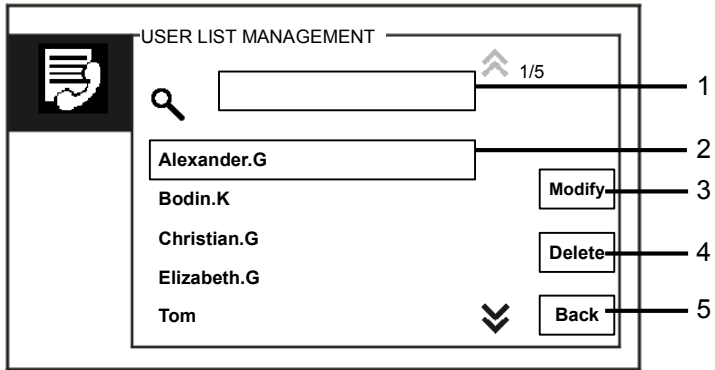 USER LIST MANAGEMENT
1/5
1
Alexander.G
2
Bodin.K
Modify
3
Christian.G
Delete
4
Elizabeth.G
Tom
Back
5